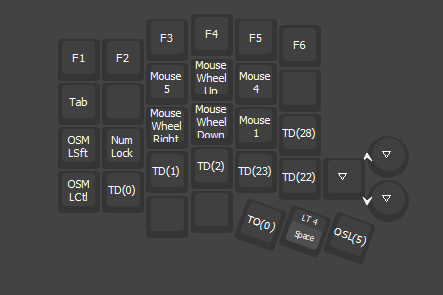 F1
F2
F3
F4
F5
F6
Tab
Mouse
5
Mouse
Wheel
Up
Mouse
4
OSM
LSft
Num
Lock
Mouse
Wheel
Right
Mouse
Wheel
Down
Mouse
1
TD(28)
OSM
LCtl
TD(0)
TD(1)
TD(2)
TD(23)
TD(22)
▽
▽
▽
TO(0)
LT 4
Space
OSL(5)